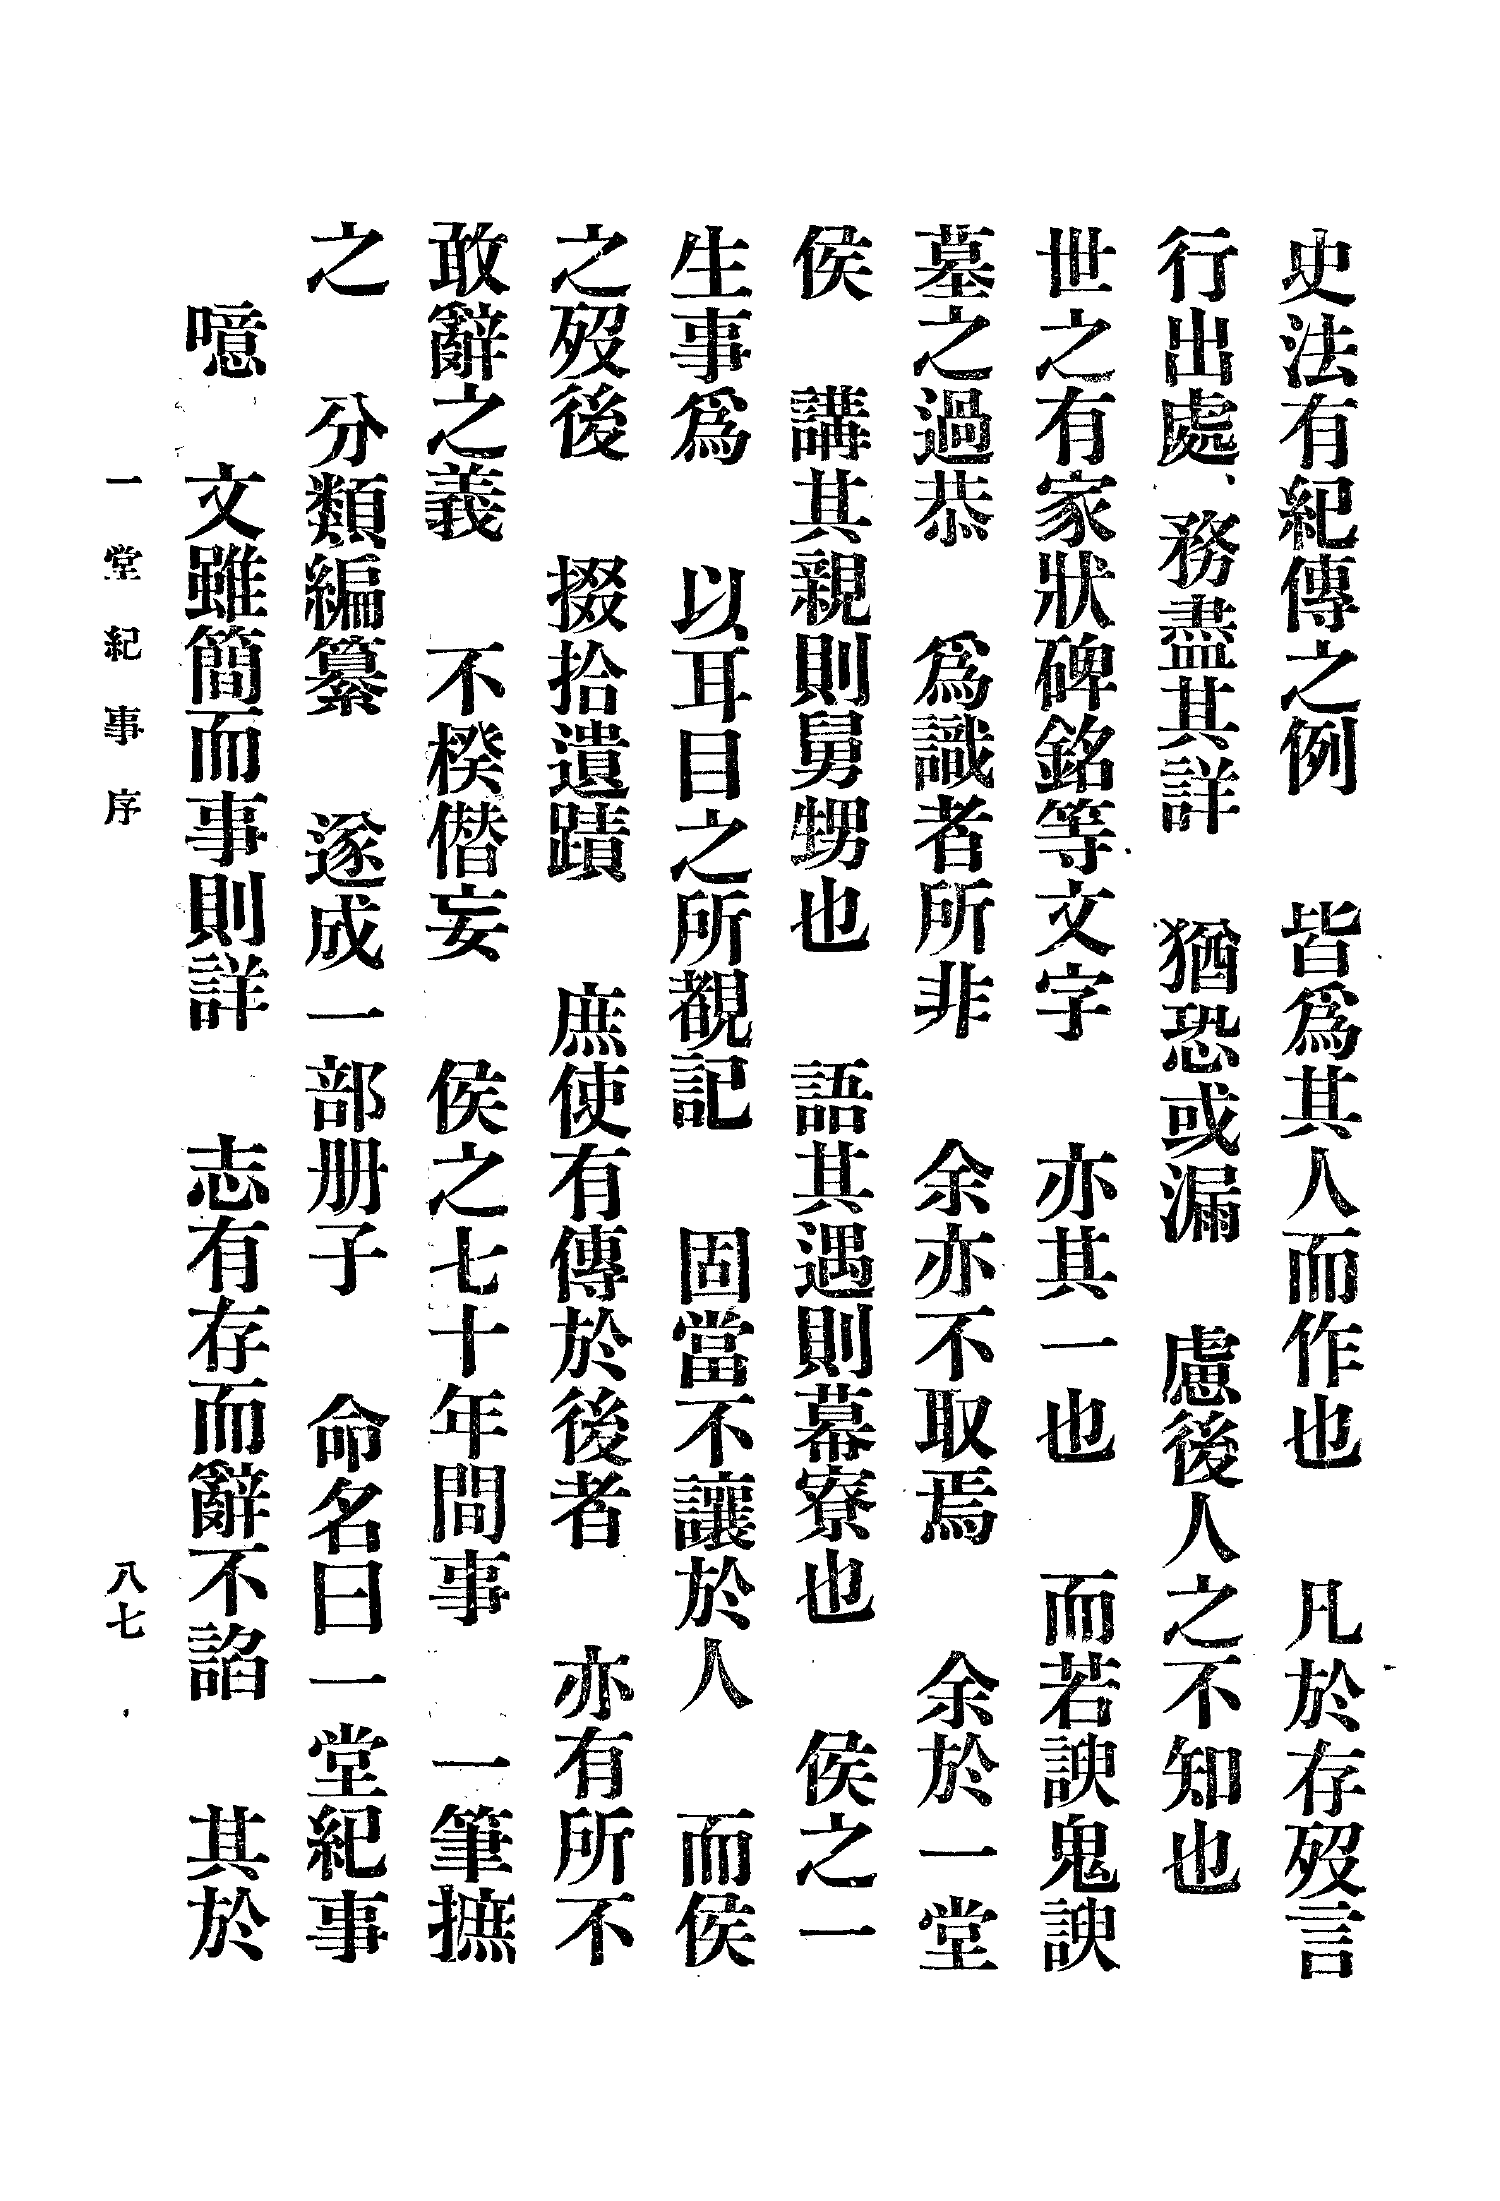 史法有紀傳之例 皆爲其人而作也 凡於存歿言
行出處、務盡其詳 猶恐或漏 慮後人之不知也
世之有家狀碑銘等文字 亦其一也 而若諛鬼諛
墓之過恭 爲識者所非 余亦不取焉 余於一堂
侯 講其親則舅甥也 語其遇則幕寮也 侯之一
生事爲 以耳目之所覩記 固當不讓於人 而侯
之歿後 掇拾遺蹟 庶使有傳於後者 亦有所不
敢辭之義 不揆僭妄 侯之七十年間事 一筆摭
之 分類編纂 遂成一部册子 命名曰一堂紀事
噫 文雖簡而事則詳 志有存而辭不諂 其於
一堂紀事序 八七